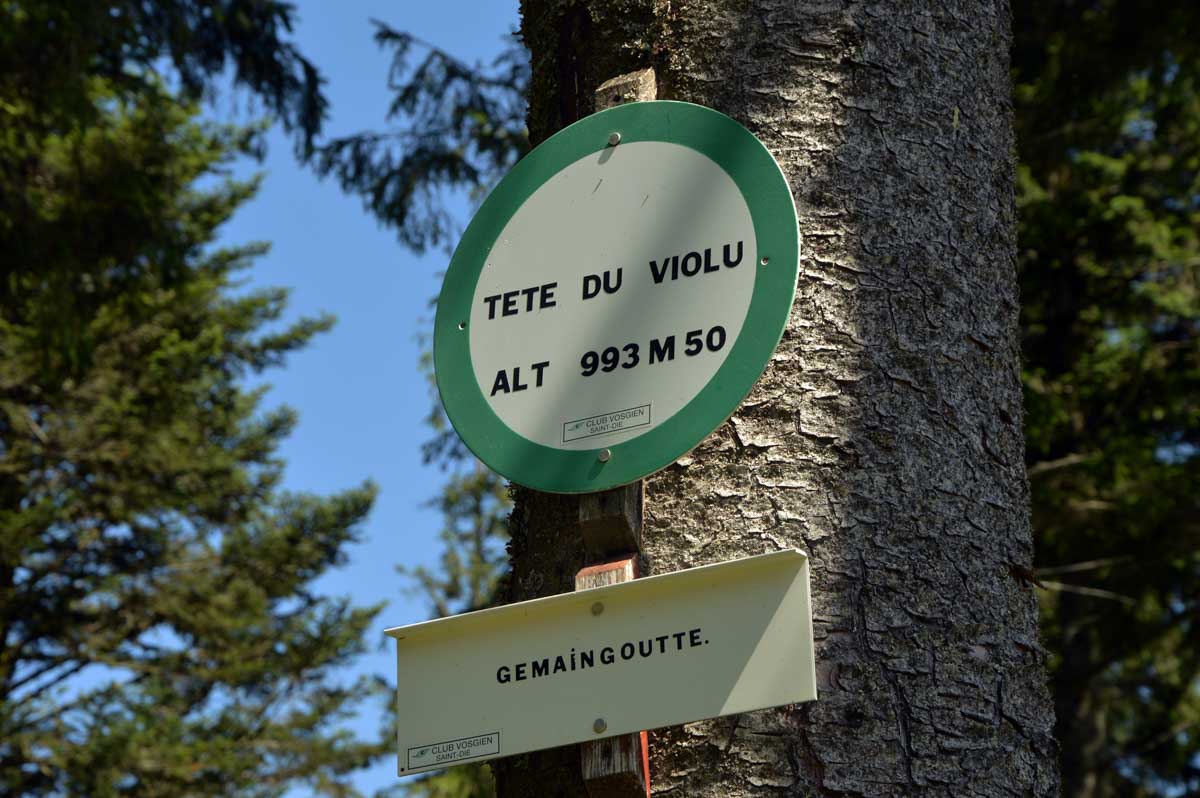 TETE DU VIOLU
ALT 993 M 50
CLUB VOSGIEN
SAINT-DIE
GEMAiNGOUTTE.
CLUB VOSGIEN
SAINT-DIE